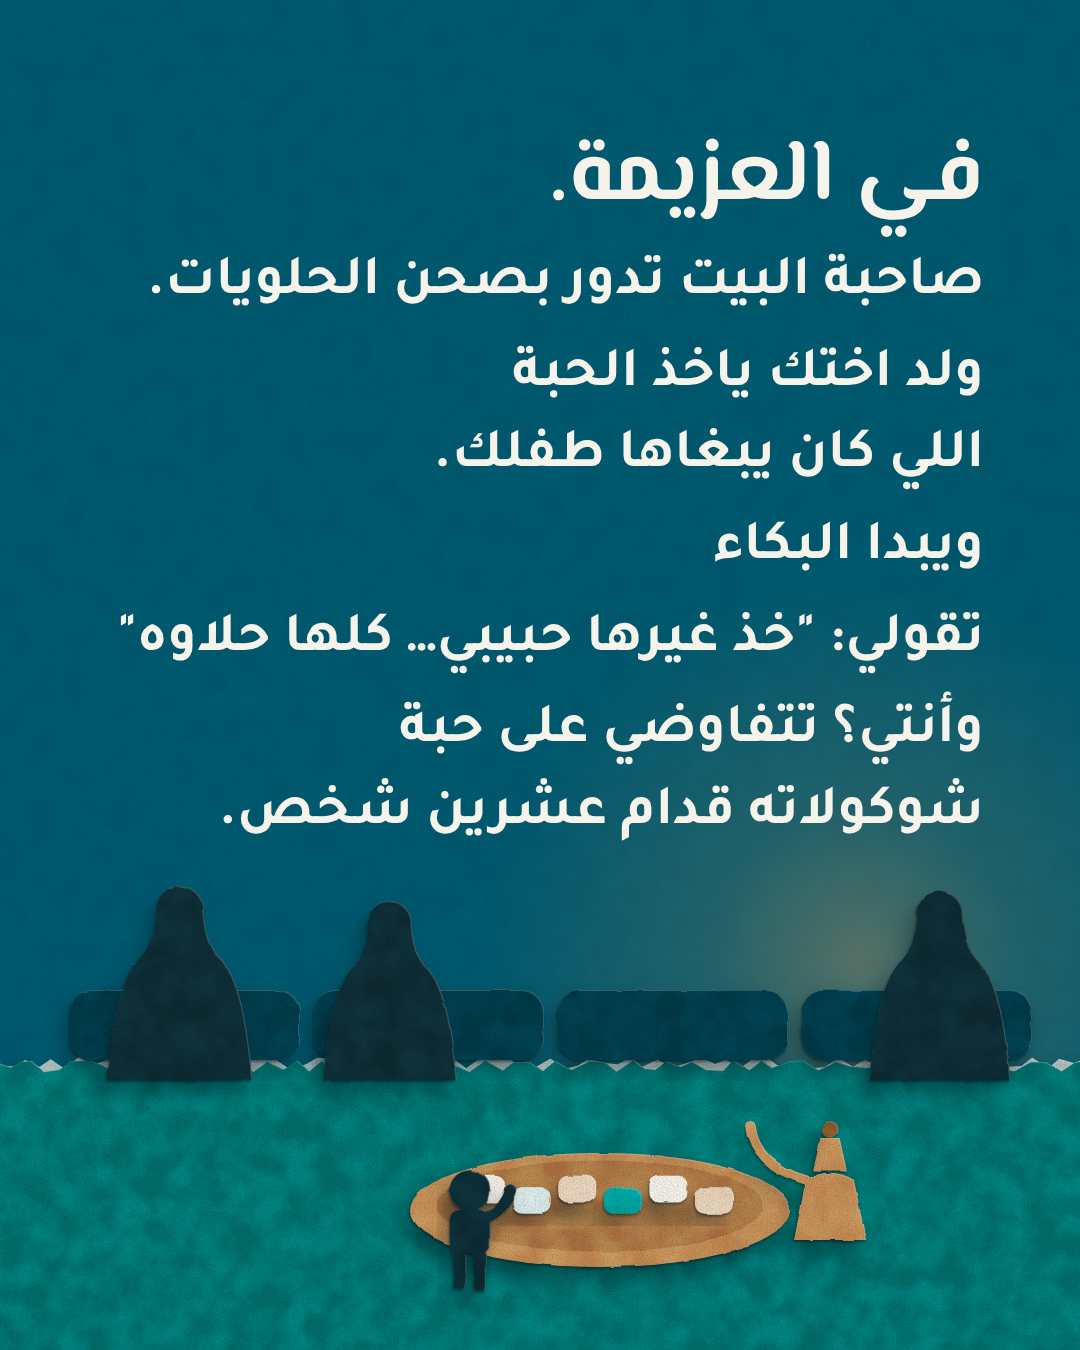 في العزيمة.
صاحبة البيت تدور بصحن الحلويات.
ولد اختك ياخذ الحبة
اللي كان يبغاها طفلك.
ويبدا البكاء
تقولي: "خذ غيرها حبيبي... كلها حلاوه"
وأنتي؟ تتفاوضي على حبة
شوكولاته قدام عشرين شخص.